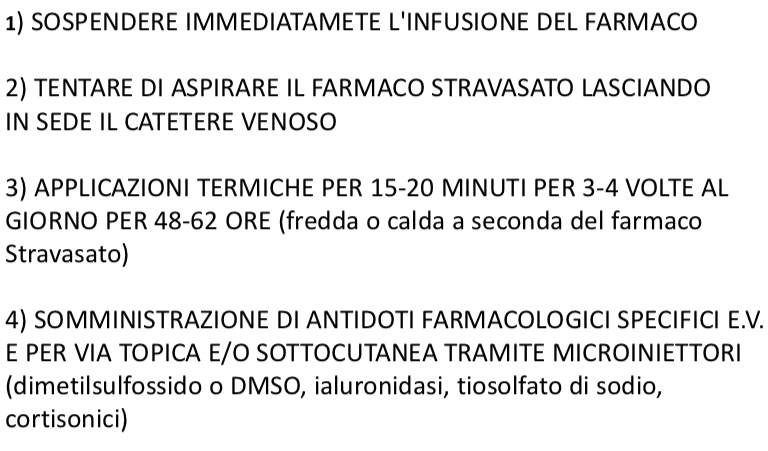 1) SOSPENDERE IMMEDIATAMETE L'INFUSIONE DEL FARMACO
2) TENTARE DI ASPIRARE IL FARMACO STRAVASATO LASCIANDO
IN SEDE IL CATETERE VENOSO
3) APPLICAZIONI TERMICHE PER 15-20 MINUTI PER 3-4 VOLTE AL
GIORNO PER 48-62 ORE (fredda o calda a seconda del farmaco
Stravasato)
4) SOMMINISTRAZIONE DI ANTIDOTI FARMACOLOGICI SPECIFICI E.V.
E PER VIA TOPICA E/O SOTTOCUTANEA TRAMITE MICROINIETTORI
(dimetilsulfossido o DMSO, ialuronidasi, tiosolfato di sodio,
cortisonici)